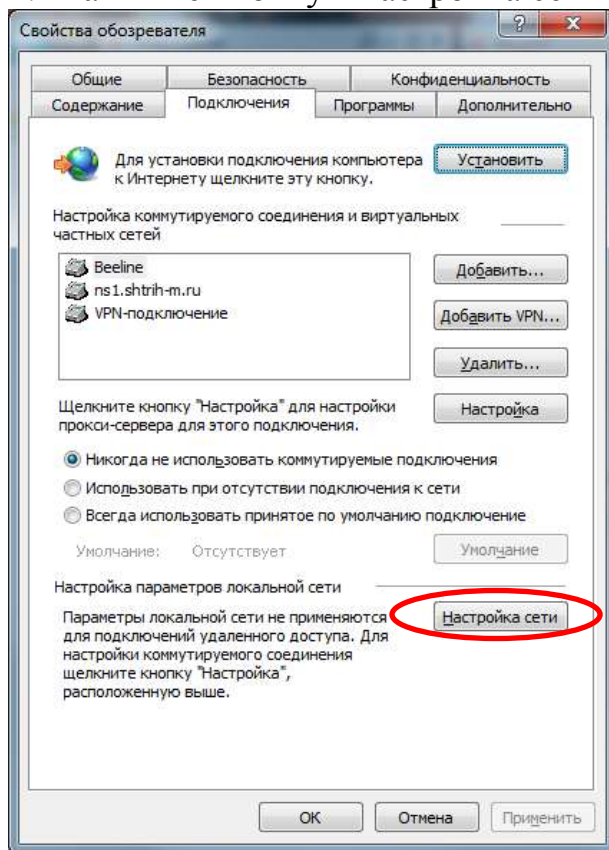 Свойства обозревателя
Общие Безопасность Конфиденциальность
Содержание Подключения Программы Дополнительно
Для установки подключения компьютера
к Интернету щелкните эту кнопку.
Установить
Настройка коммутируемого соединения и виртуальных
частных сетей
Beeline
ns1.shtrih-m.ru
VPN-подключение
Добавить...
Добавить VPN...
Удалить...
Щелкните кнопку "Настройка" для настройки
прокси-сервера для этого подключения.
Настройка
Никогда не использовать коммутируемые подключения
Использовать при отсутствии подключения к сети
Всегда использовать принятое по умолчанию подключение
Умолчание: Отсутствует
Умолчание
Настройка параметров локальной сети
Параметры локальной сети не применяются
для подключений удаленного доступа. Для
настройки коммутируемого соединения
щелкните кнопку "Настройка",
расположенную выше.
Настройка сети
ОК Отмена Применить